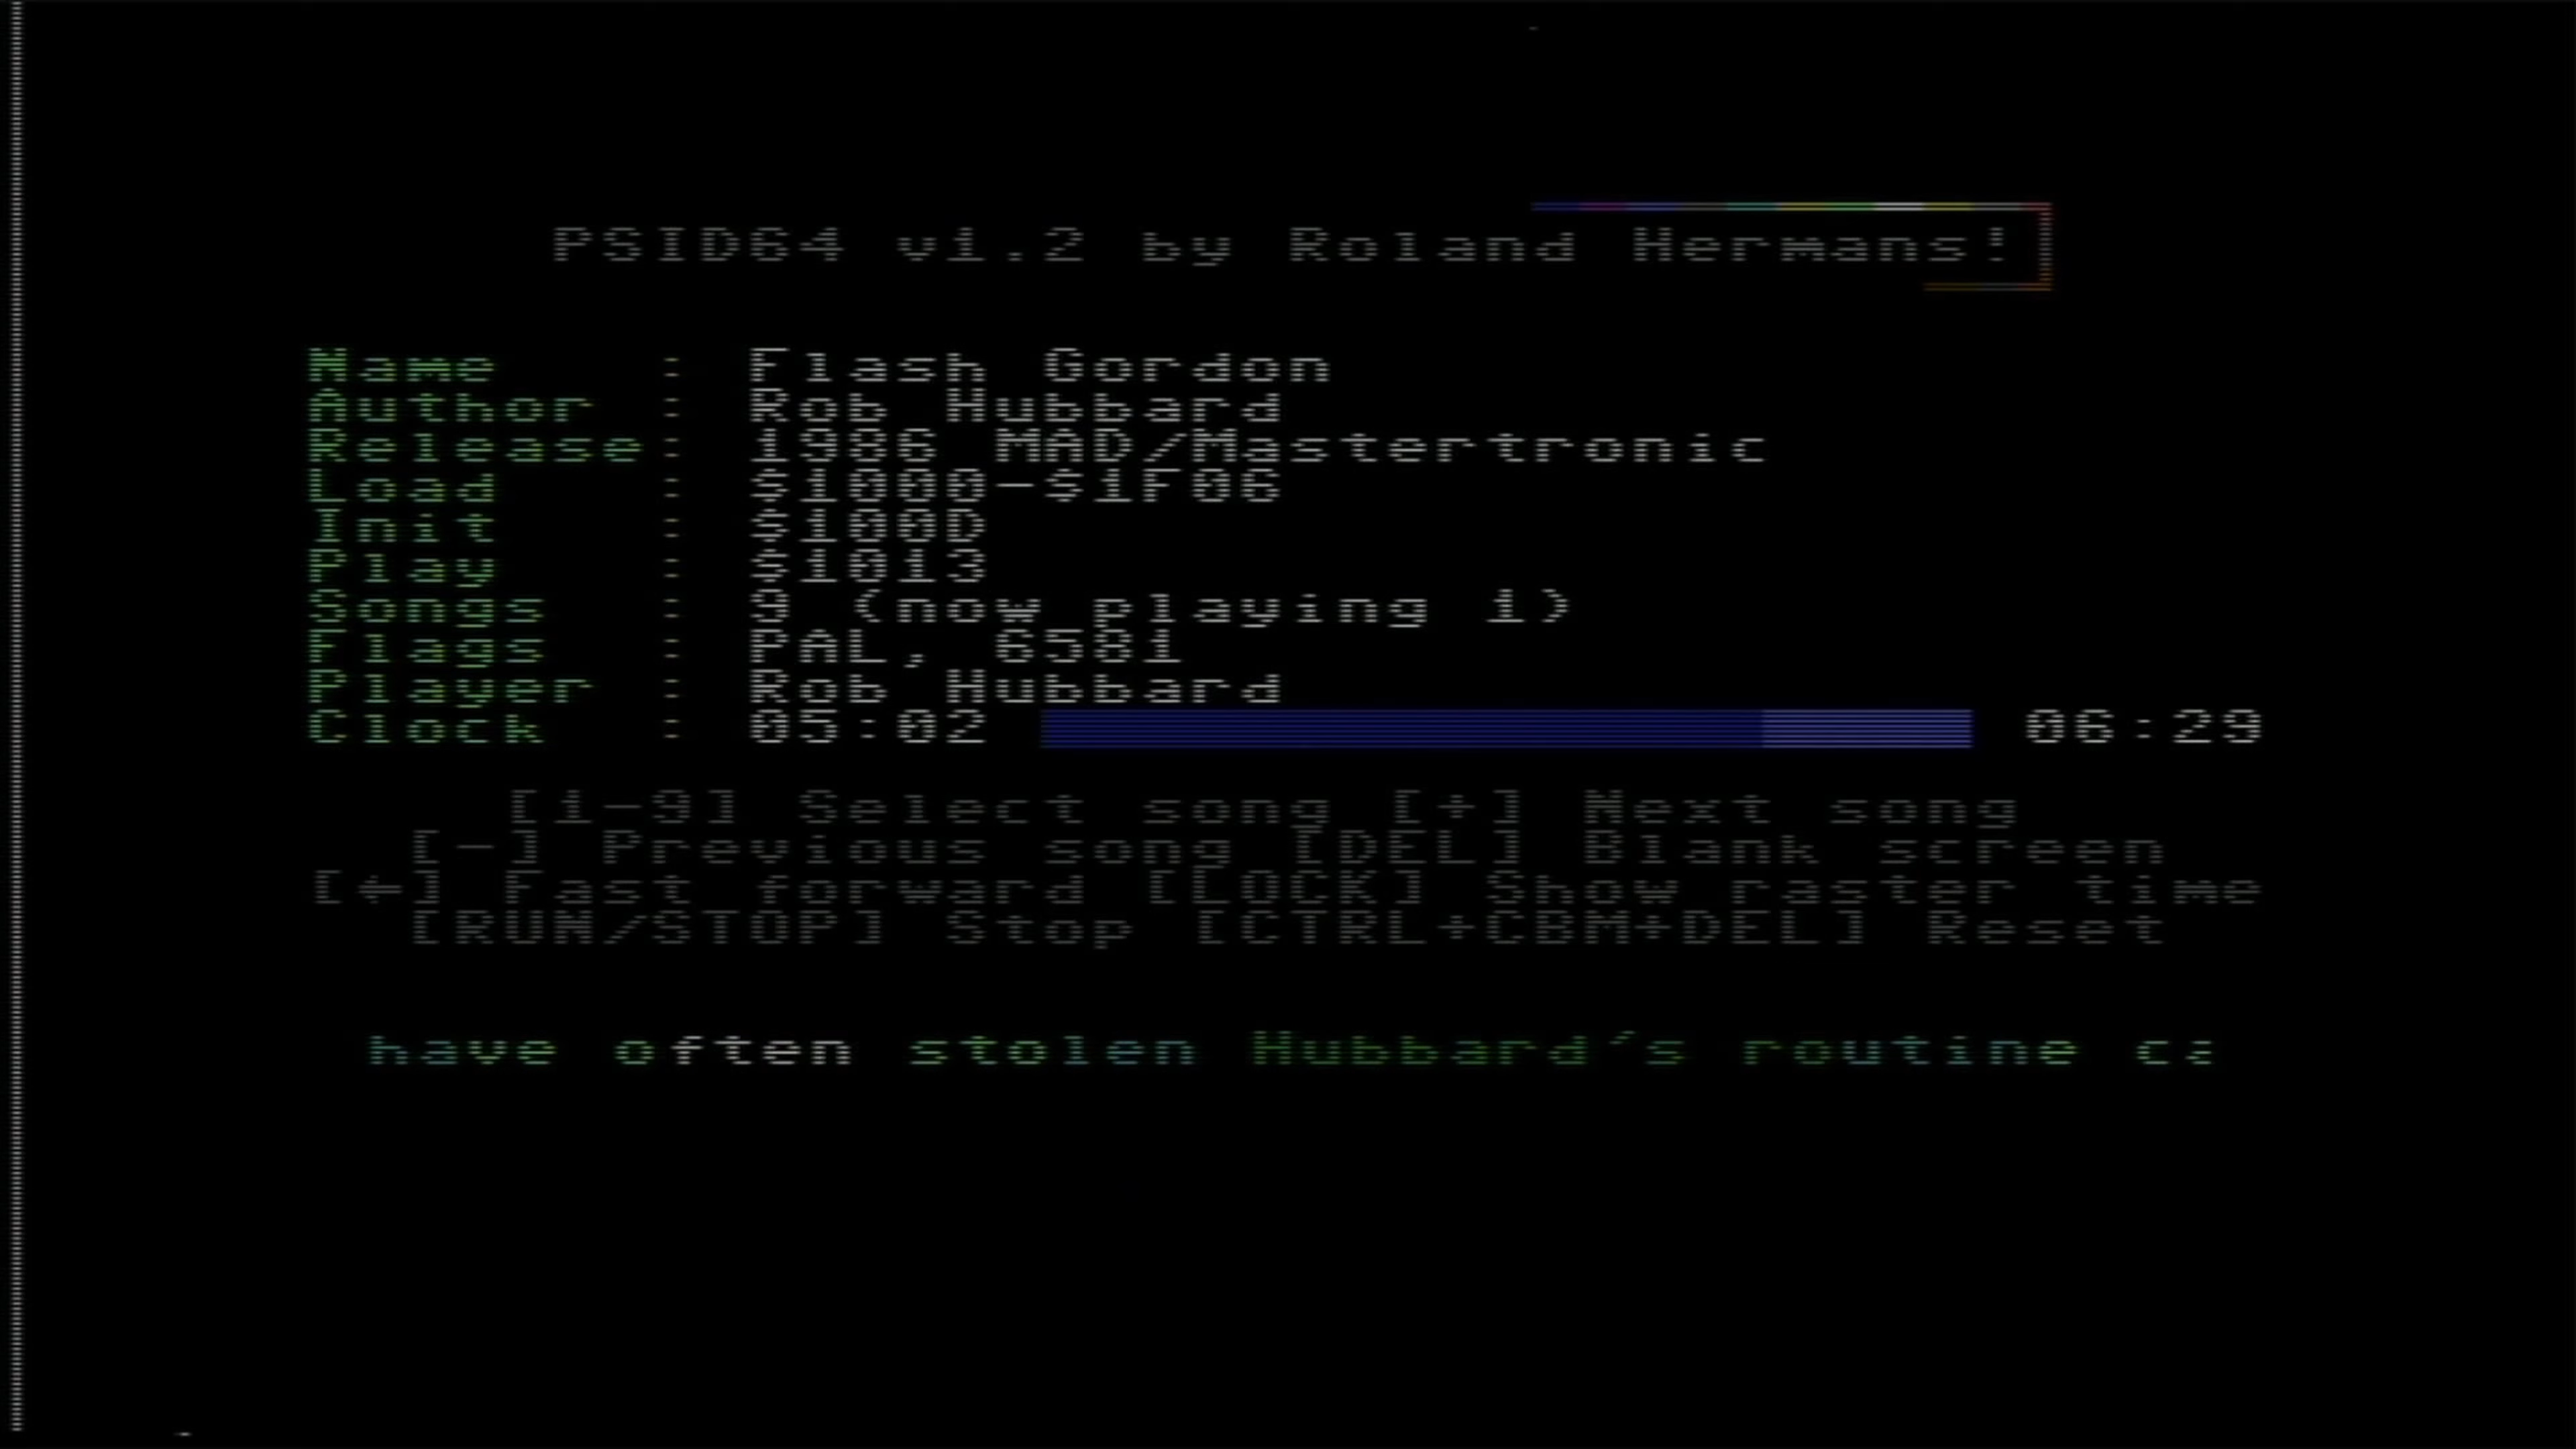 PSID64 v1.2 by Roland Hermans!
Name : Flash Gordon
Author : Rob Hubbard
Release : 1986 MAD/Mastertronic
Load : $1000-$1F06
Init : $100D
Play : $1013
Songs : 9 (now playing 1)
Flags : PAL, 6581
Player : Rob Hubbard
Clock : 05:02 06:29
[1-9] Select song [+] Next song
[-] Previous song [DEL] Blank screen
[←] Fast forward [LOCK] Show raster time
[RUN/STOP] Stop [CTRL+CBM+DEL] Reset
have often stolen Hubbard's routine ca